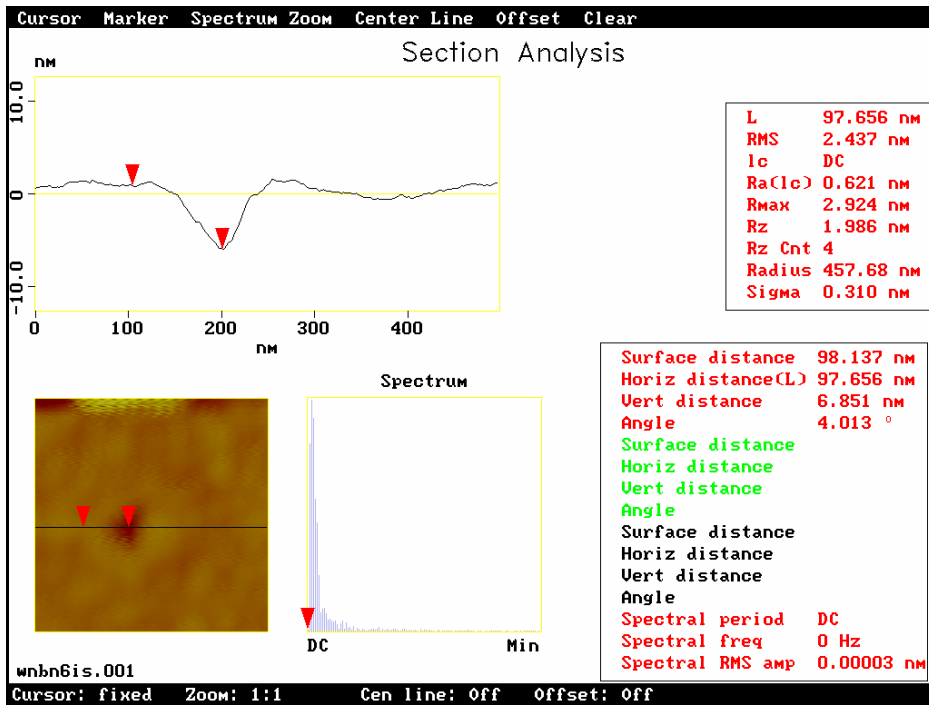 Cursor Marker Spectrum Zoom Center Line Offset Clear
Section Analysis
nM
10.0
0
-10.0
0 100 200 300 400
nM
L 97.656 nM
RMS 2.437 nM
lc DC
Ra(lc) 0.621 nM
Rmax 2.924 nM
Rz 1.986 nM
Rz Cnt 4
Radius 457.68 nM
Sigma 0.310 nM
Spectrum
DC Min
Surface distance 98.137 nM
Horiz distance(L) 97.656 nM
Vert distance 6.851 nM
Angle 4.013 °
Surface distance
Horiz distance
Vert distance
Angle
Surface distance
Horiz distance
Vert distance
Angle
Spectral period DC
Spectral freq 0 Hz
Spectral RMS amp 0.00003 nM
wnbn6is.001
Cursor: fixed Zoom: 1:1 Cen line: Off Offset: Off